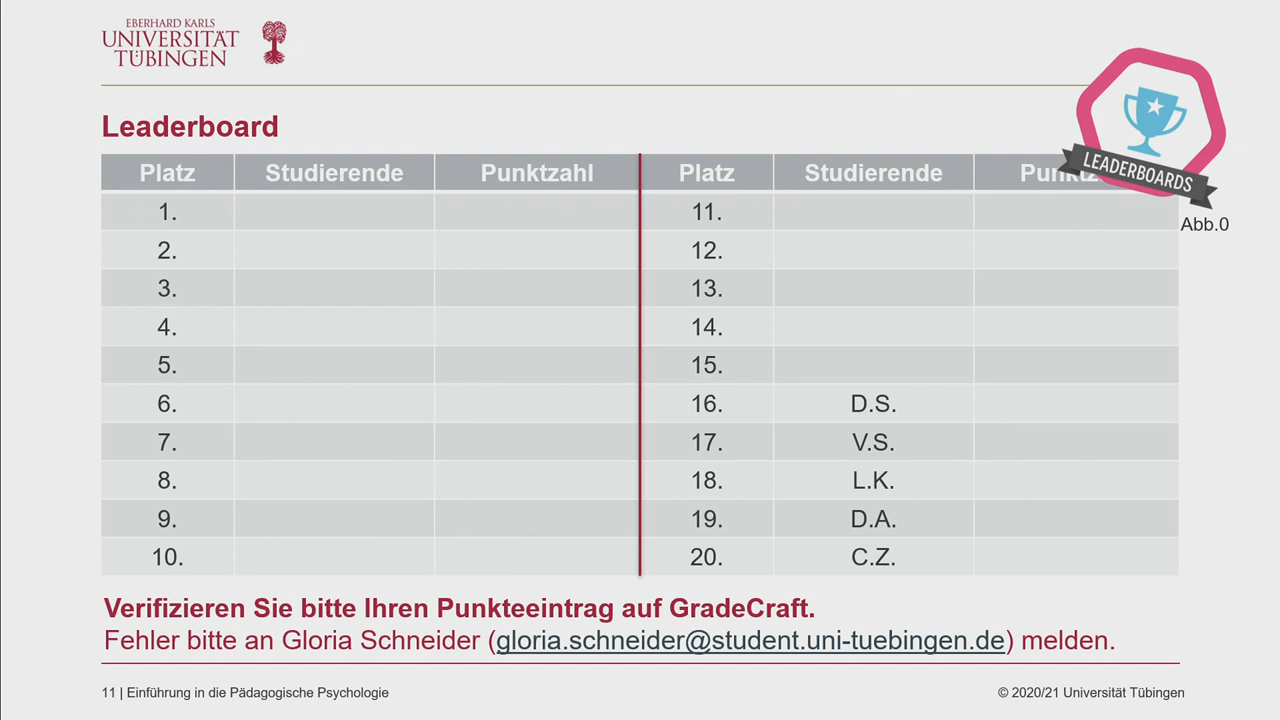 EBERHARD KARLS
UNIVERSITÄT
TÜBINGEN
Leaderboard
LEADERBOARDS
Abb.0
Platz Studierende Punktzahl Platz Studierende
1. 11.
2. 12.
3. 13.
4. 14.
5. 15.
6. 16. D.S.
7. 17. V.S.
8. 18. L.K.
9. 19. D.A.
10. 20. C.Z.
Verifizieren Sie bitte Ihren Punkteeintrag auf GradeCraft.
Fehler bitte an Gloria Schneider (gloria.schneider@student.uni-tuebingen.de) melden.
11 | Einführung in die Pädagogische Psychologie
© 2020/21 Universität Tübingen